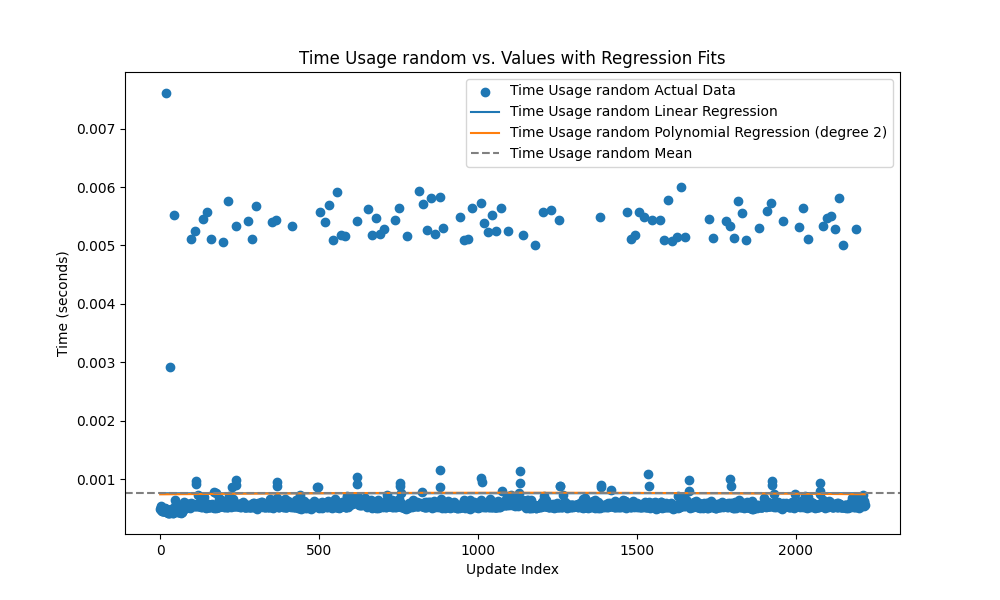 Time Usage random vs. Values with Regression Fits
Time Usage random Actual Data
Time Usage random Linear Regression
Time Usage random Polynomial Regression (degree 2)
Time Usage random Mean
Time (seconds)
0.007
0.006
0.005
0.004
0.003
0.002
0.001
0
500
1000
1500
2000
Update Index